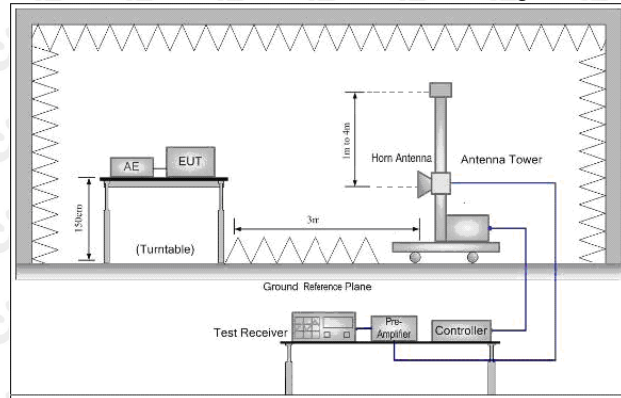 1m to 4m
Horn Antenna
Antenna Tower
AE
EUT
150cm
3m
(Turntable)
Ground Reference Plane
Test Receiver
Pre-
Amplifier
Controller